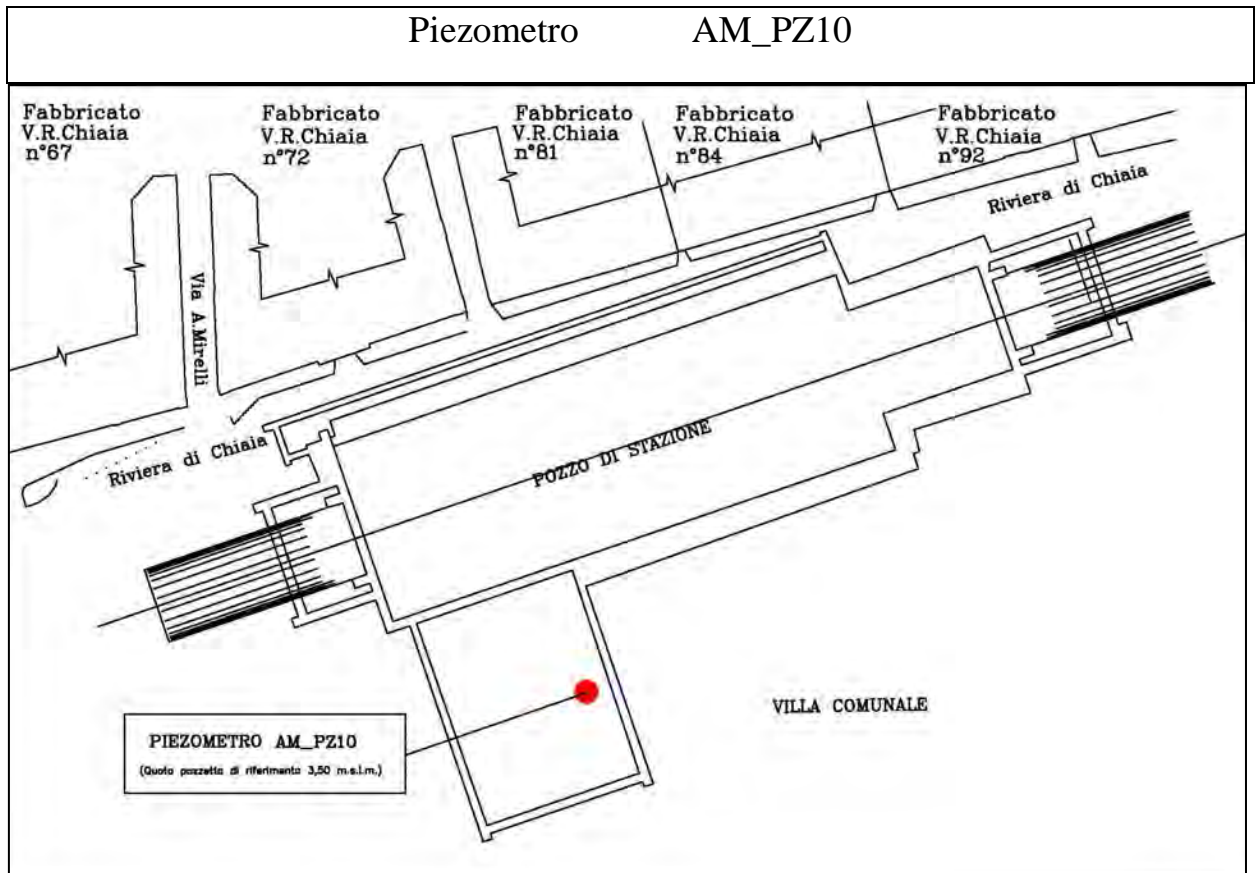 Piezometro AM_PZ10
Fabbricato
V.R.Chiaia
n°67
Fabbricato
V.R.Chiaia
n°72
Fabbricato
V.R.Chiaia
n°81
Fabbricato
V.R.Chiaia
n°84
Fabbricato
V.R.Chiaia
n°92
Riviera di Chiaia
Via A.Mirelli
Riviera di Chiaia
POZZO DI STAZIONE
VILLA COMUNALE
PIEZOMETRO AM_PZ10
(Quota pozzetto di riferimento 3,50 m.s.l.m.)